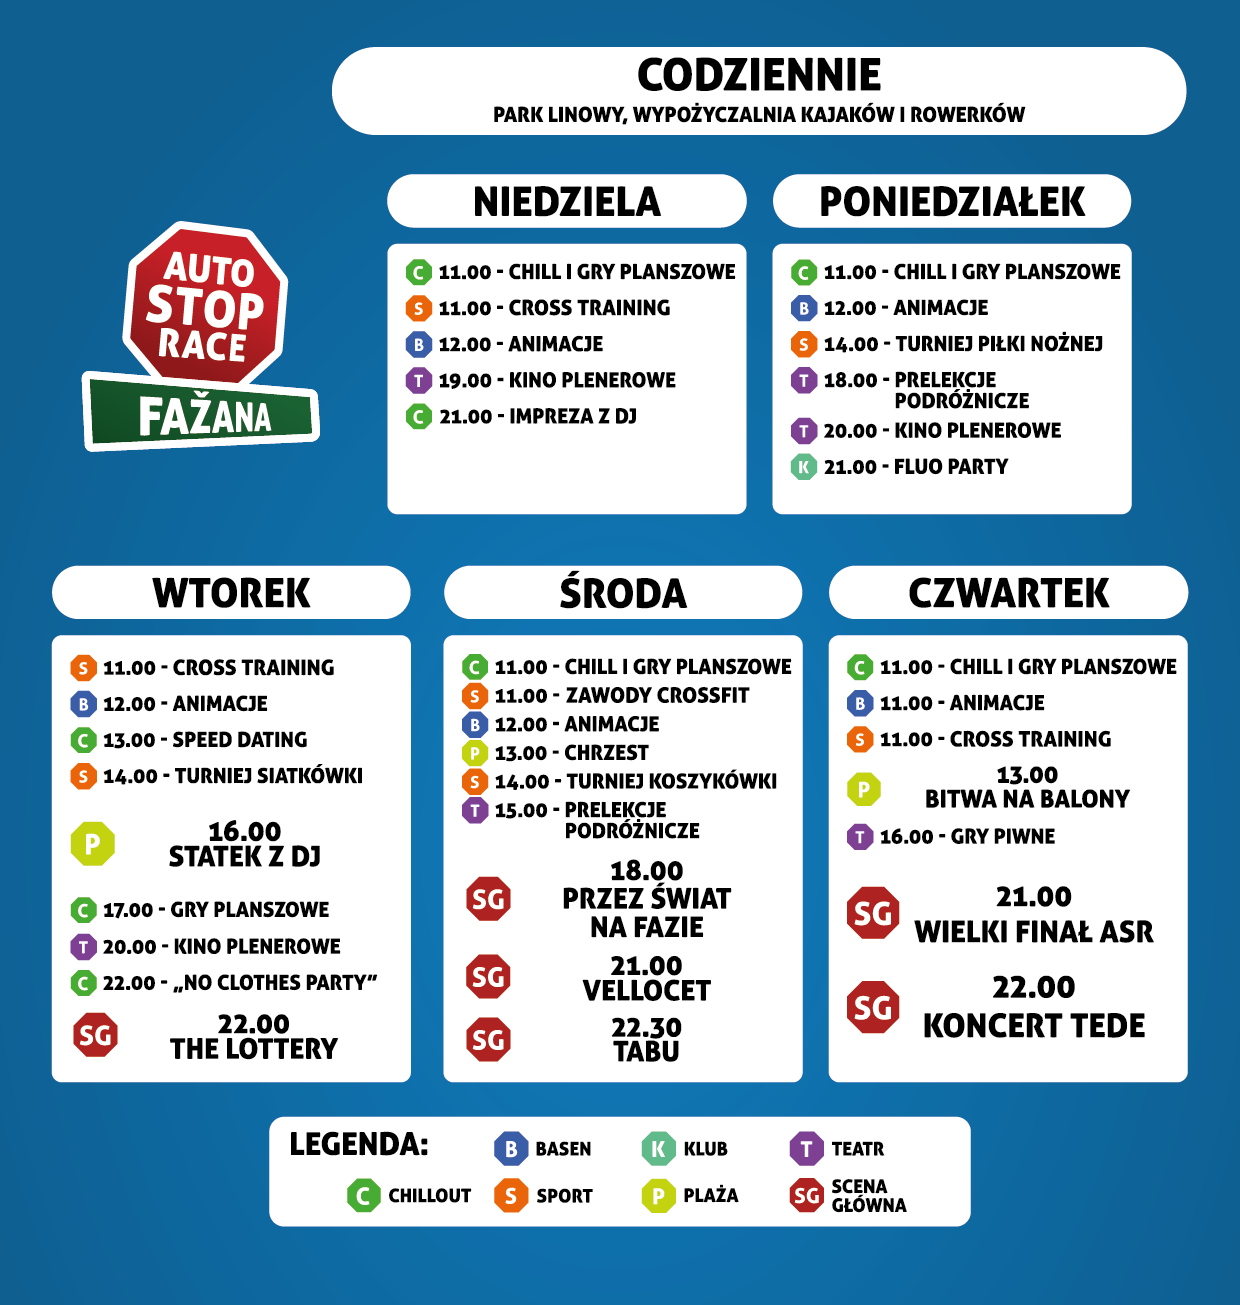 CODZIENNIE
PARK LINOWY, WYPOŻYCZALNIA KAJAKÓW I ROWERKÓW
AUTO
STOP
RACE
FAŽANA
NIEDZIELA
C 11.00 - CHILL I GRY PLANSZOWE
S 11.00 - CROSS TRAINING
B 12.00 - ANIMACJE
T 19.00 - KINO PLENEROWE
C 21.00 - IMPREZA Z DJ
PONIEDZIAŁEK
C 11.00 - CHILL I GRY PLANSZOWE
B 12.00 - ANIMACJE
S 14.00 - TURNIEJ PIŁKI NOŻNEJ
T 18.00 - PRELEKCJE
PODRÓŻNICZE
T 20.00 - KINO PLENEROWE
K 21.00 - FLUO PARTY
WTOREK
S 11.00 - CROSS TRAINING
B 12.00 - ANIMACJE
C 13.00 - SPEED DATING
S 14.00 - TURNIEJ SIATKÓWKI
P 16.00
STATEK Z DJ
C 17.00 - GRY PLANSZOWE
T 20.00 - KINO PLENEROWE
C 22.00 - „NO CLOTHES PARTY”
SG 22.00
THE LOTTERY
ŚRODA
C 11.00 - CHILL I GRY PLANSZOWE
S 11.00 - ZAWODY CROSSFIT
B 12.00 - ANIMACJE
P 13.00 - CHRZEST
S 14.00 - TURNIEJ KOSZYKÓWKI
T 15.00 - PRELEKCJE
PODRÓŻNICZE
18.00
SG PRZEZ ŚWIAT
NA FAZIE
SG 21.00
VELLOCET
SG 22.30
TABU
CZWARTEK
C 11.00 - CHILL I GRY PLANSZOWE
B 11.00 - ANIMACJE
S 11.00 - CROSS TRAINING
P 13.00
BITWA NA BALONY
T 16.00 - GRY PIWNE
SG 21.00
WIELKI FINAŁ ASR
SG 22.00
KONCERT TEDE
LEGENDA:
B BASEN
K KLUB
T TEATR
C CHILLOUT
S SPORT
P PLAŻA
SG SCENA
GŁÓWNA